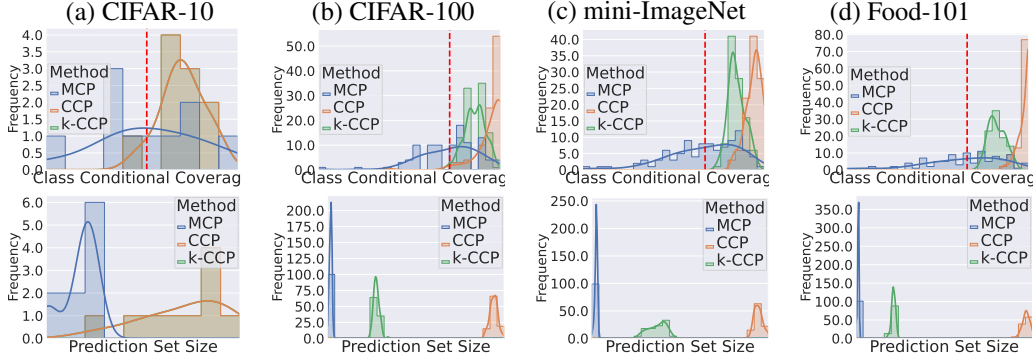 (a) CIFAR-10
(b) CIFAR-100
(c) mini-ImageNet
(d) Food-101
Frequency
4.0
3.5
3.0
2.5
2.0
1.5
1.0
0.5
0.0
Method
MCP
CCP
k-CCP
Class Conditional Coverag
Frequency
50.0
40.0
30.0
20.0
10.0
0.0
Method
MCP
CCP
k-CCP
Class Conditional Coverag
Frequency
40
35
30
25
20
15
10
5
0
Method
MCP
CCP
k-CCP
Class Conditional Coverag
Frequency
80.0
70.0
60.0
50.0
40.0
30.0
20.0
10.0
0.0
Method
MCP
CCP
k-CCP
Class Conditional Coverag
Frequency
6.0
5.0
4.0
3.0
2.0
1.0
0.0
Method
MCP
CCP
k-CCP
Prediction Set Size
Frequency
200.0
175.0
150.0
125.0
100.0
75.0
50.0
25.0
0.0
Method
MCP
CCP
k-CCP
Prediction Set Size
Frequency
250.0
200.0
150.0
100.0
50.0
0.0
Method
MCP
CCP
k-CCP
Prediction Set Size
Frequency
350.0
300.0
250.0
200.0
150.0
100.0
50.0
0.0
Method
MCP
CCP
k-CCP
Prediction Set Size